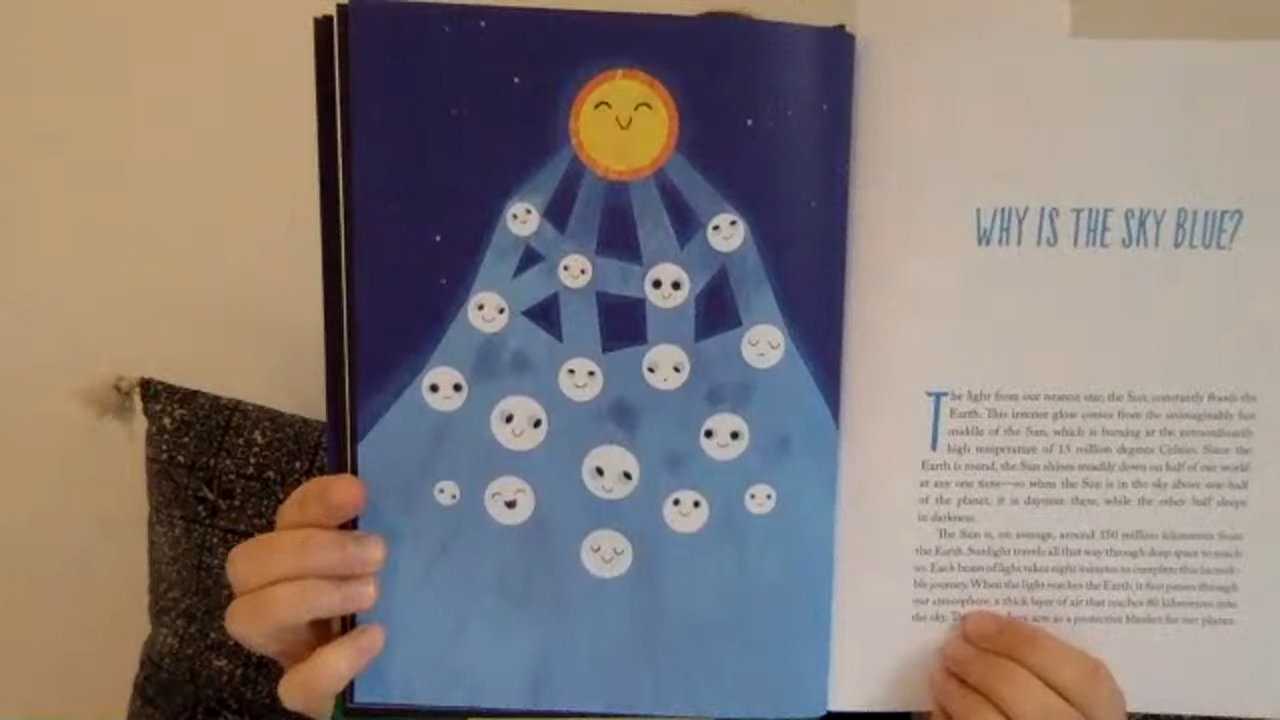 WHY IS THE SKY BLUE?
The light from our nearest star, the Sun, constantly floods the
Earth. This intense glow comes from the unimaginably hot
middle of the Sun, which is burning at the extraordinarily
high temperature of 15 million degrees Celsius. Since the
Earth is round, the Sun shines steadily down on half of our world
at any one time—so when the Sun is in the sky above one half
of the planet, it is daytime there, while the other half sleeps
in darkness.
The Sun is, on average, around 150 million kilometres from
the Earth. Sunlight travels all that way through deep space to reach
us. Each beam of light takes eight minutes to complete this incredi-
ble journey. When the light reaches the Earth, it first passes through
our atmosphere, a thick layer of air that reaches 80 kilometres into
the sky. act as a protective blanket for our planet.